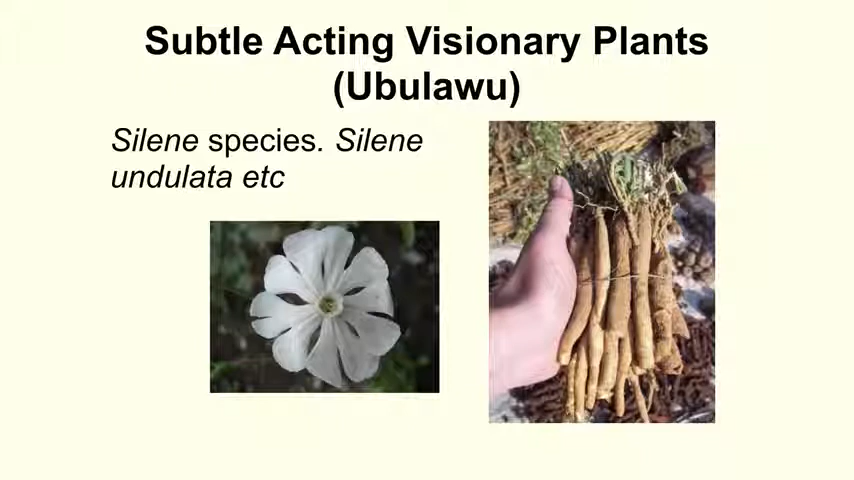 Subtle Acting Visionary Plants
(Ubulawu)
Silene species. Silene
undulata etc